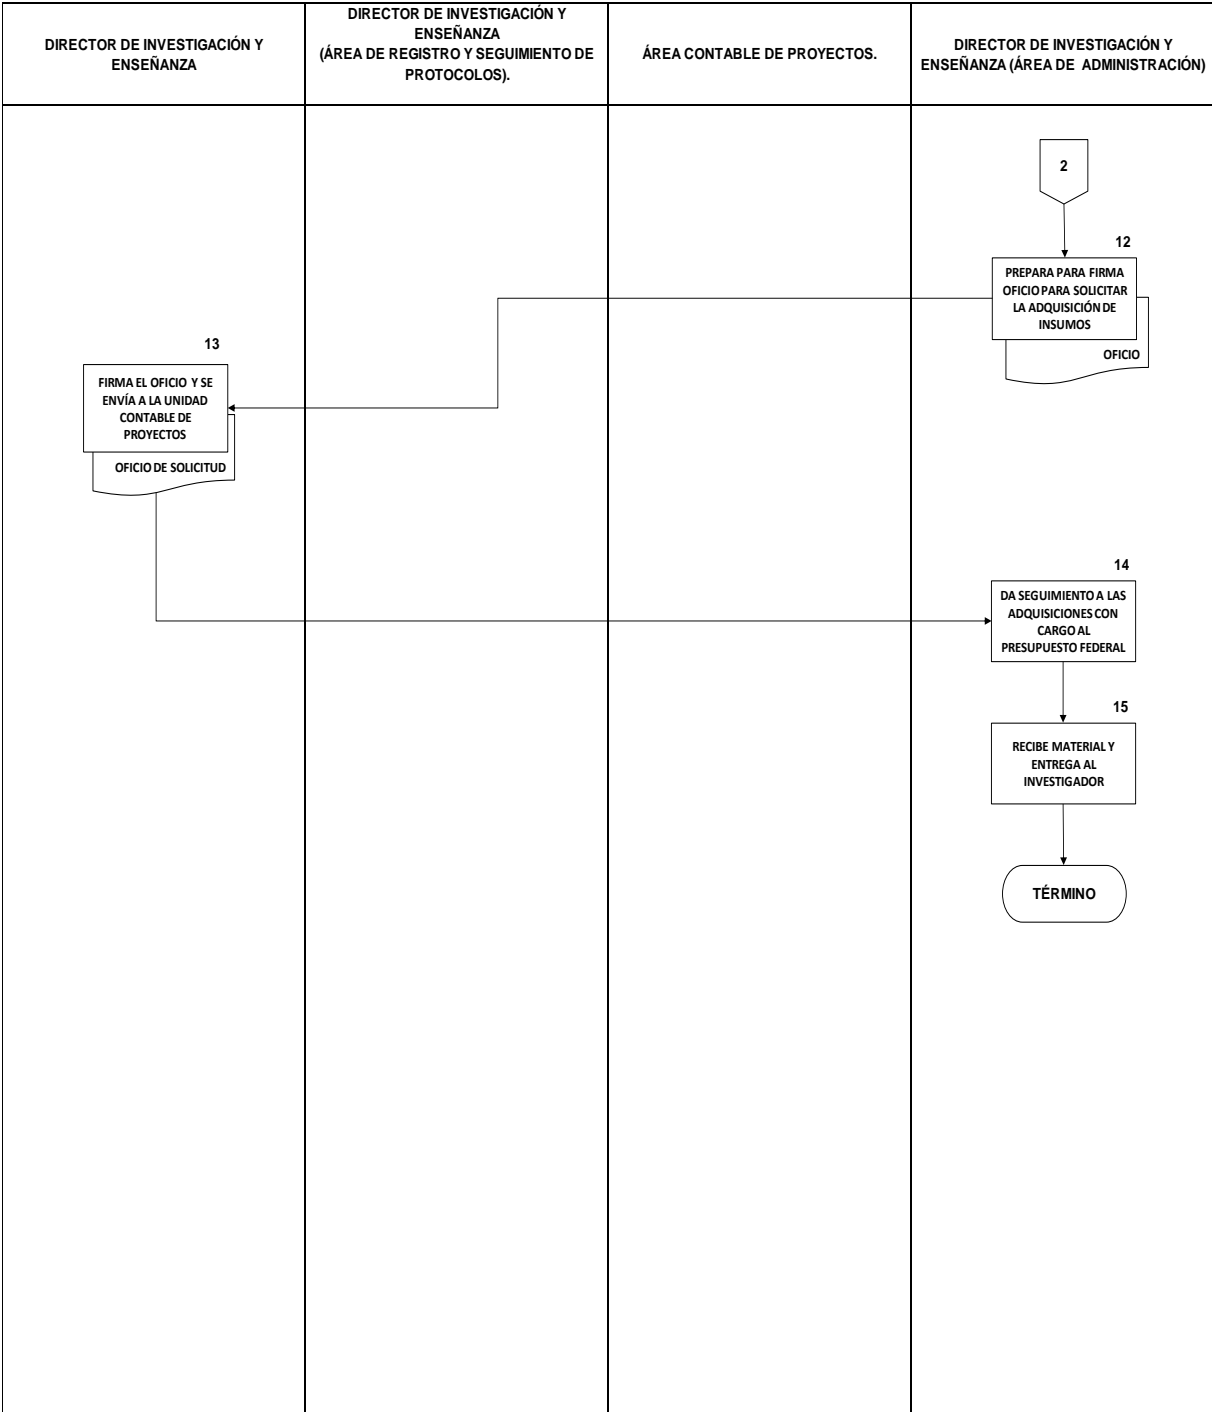 DIRECTOR DE INVESTIGACIÓN Y
ENSEÑANZA
DIRECTOR DE INVESTIGACIÓN Y
ENSEÑANZA
(ÁREA DE REGISTRO Y SEGUIMIENTO DE
PROTOCOLOS).
ÁREA CONTABLE DE PROYECTOS.
DIRECTOR DE INVESTIGACIÓN Y
ENSEÑANZA (ÁREA DE ADMINISTRACIÓN)
2
12
PREPARA PARA FIRMA
OFICIO PARA SOLICITAR
LA ADQUISIÓN DE
INSUMOS
OFICIO
13
FIRMA EL OFICIO Y SE
ENVÍA A LA UNIDAD
CONTABLE DE
PROYECTOS
OFICIO DE SOLICITUD
14
DA SEGUIMIENTO A LAS
ADQUISICIONES CON
CARGO AL
PRESUPUESTO FEDERAL
15
RECIBE MATERIAL Y
ENTREGA AL
INVESTIGADOR
TÉRMINO